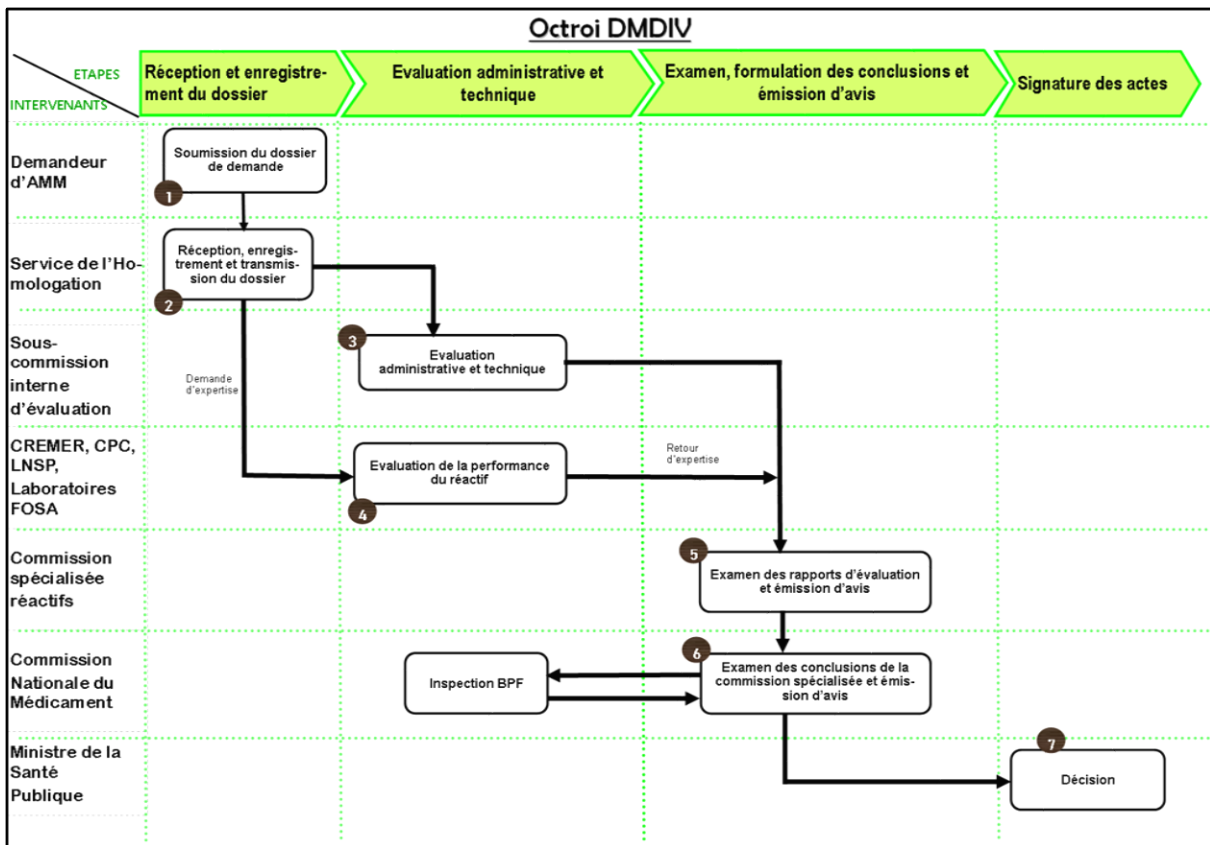 Octroi DMDIV
ETAPES
INTERVENANTS
Réception et enregistre-
ment du dossier
Evaluation administrative et
technique
Examen, formulation des conclusions et
émission d'avis
Signature des actes
Demandeur
d'AMM
Soumission du dossier
de demande
1
Service de l'Ho-
mologation
Réception, enregis-
trement et transmis-
sion du dossier
2
Sous-
commission
interne
d'évaluation
3
Evaluation
administrative et technique
Demande
d'expertise
CREMER, CPC,
LNSP,
Laboratoires
FOSA
Evaluation de la performance
du réactif
4
Retour
d'expertise
Commission
spécialisée
réactifs
5
Examen des rapports d'évaluation
et émission d'avis
Commission
Nationale du
Médicament
Inspection BPF
6
Examen des conclusions de la
commission spécialisée et émis-
sion d'avis
Ministre de la
Santé
Publique
7
Décision